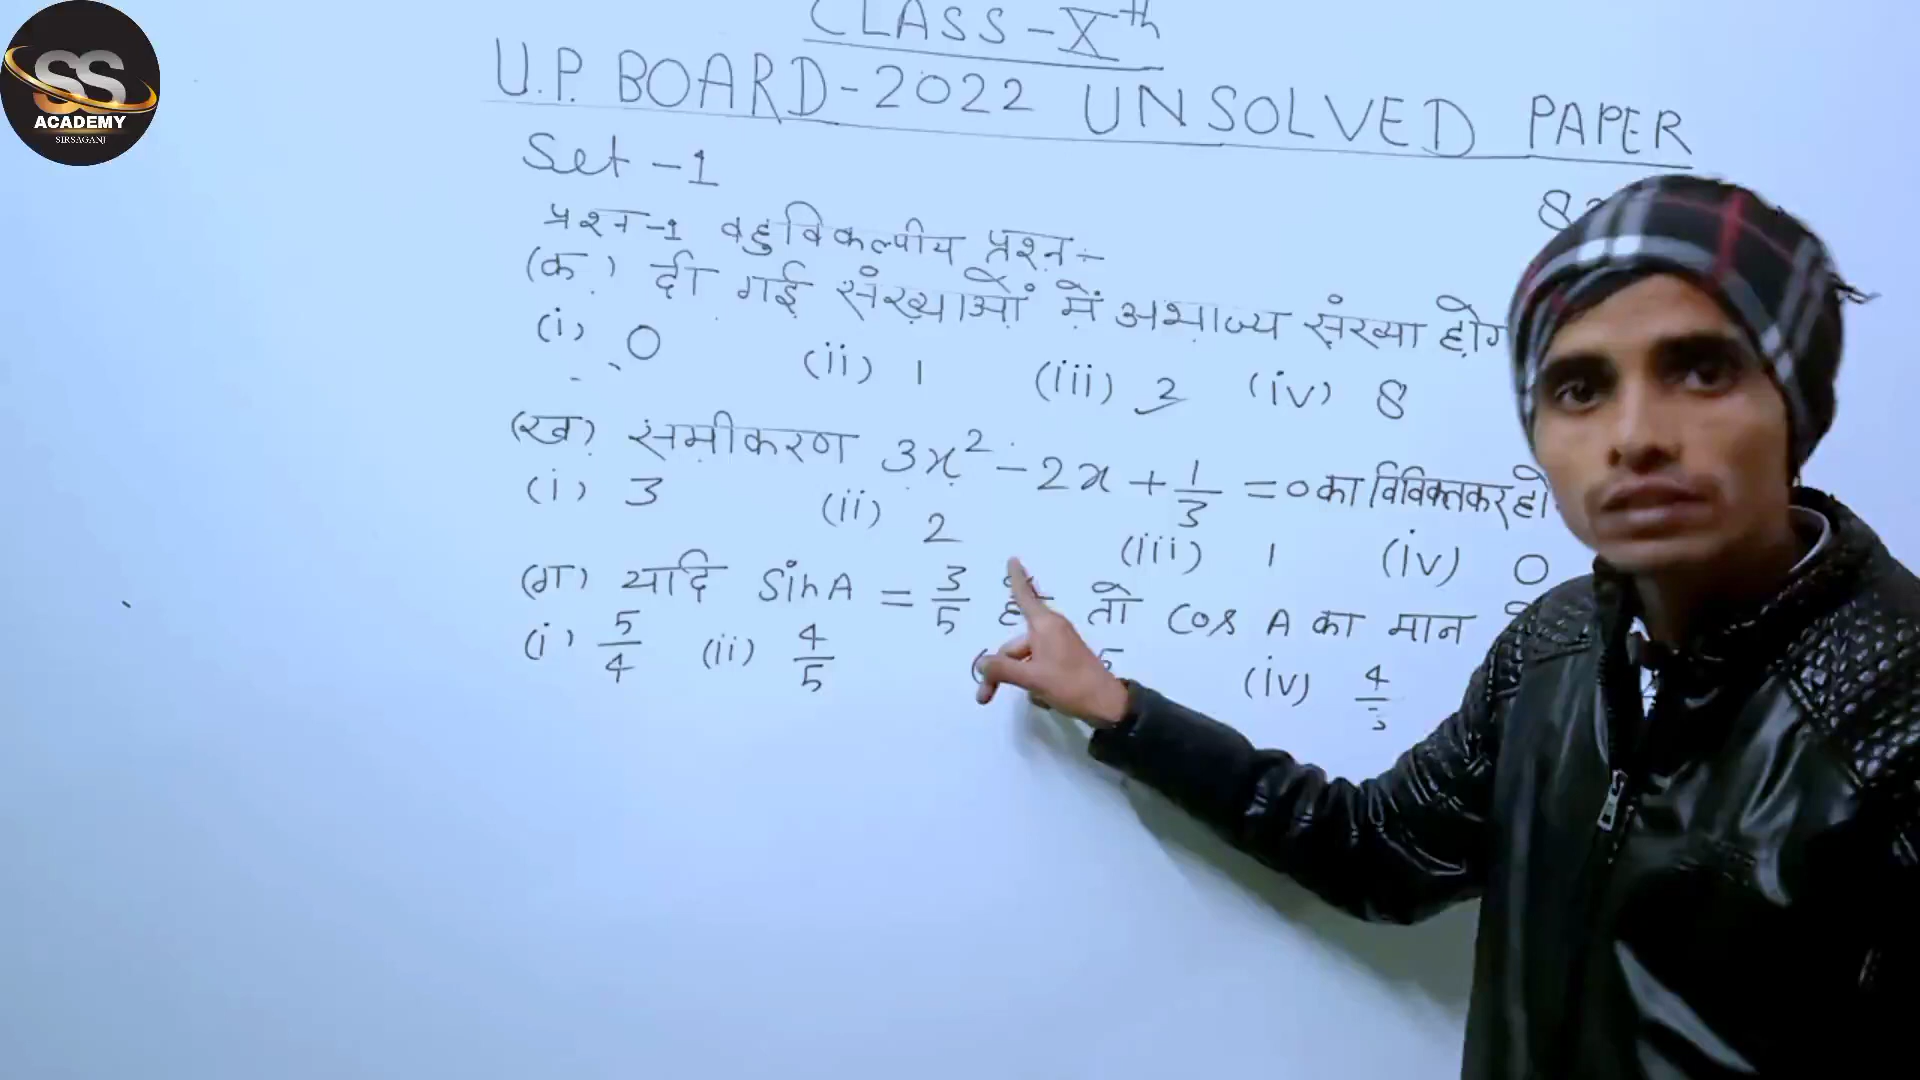 SS
ACADEMY
SIRSAGANJ
CLASS-Xth
U.P. BOARD-2022 UNSOLVED PAPER
Set-1
प्रश्न-1 बहुविकल्पीय प्रश्न:-
(क) दी गई संख्याओं में अभाज्य संख्या
(i) 0 (ii) 1 (iii) 3 (iv) 8
(ख) समीकरण 3x² - 2x + 1/3 = 0 का विविक्तकर
(i) 3 (ii) 2 (iii) 1 (iv) 0
(ग) यदि SinA = 3/5 तो Cos A का मान
(i) 5/4 (ii) 4/5 (iv) 4/3